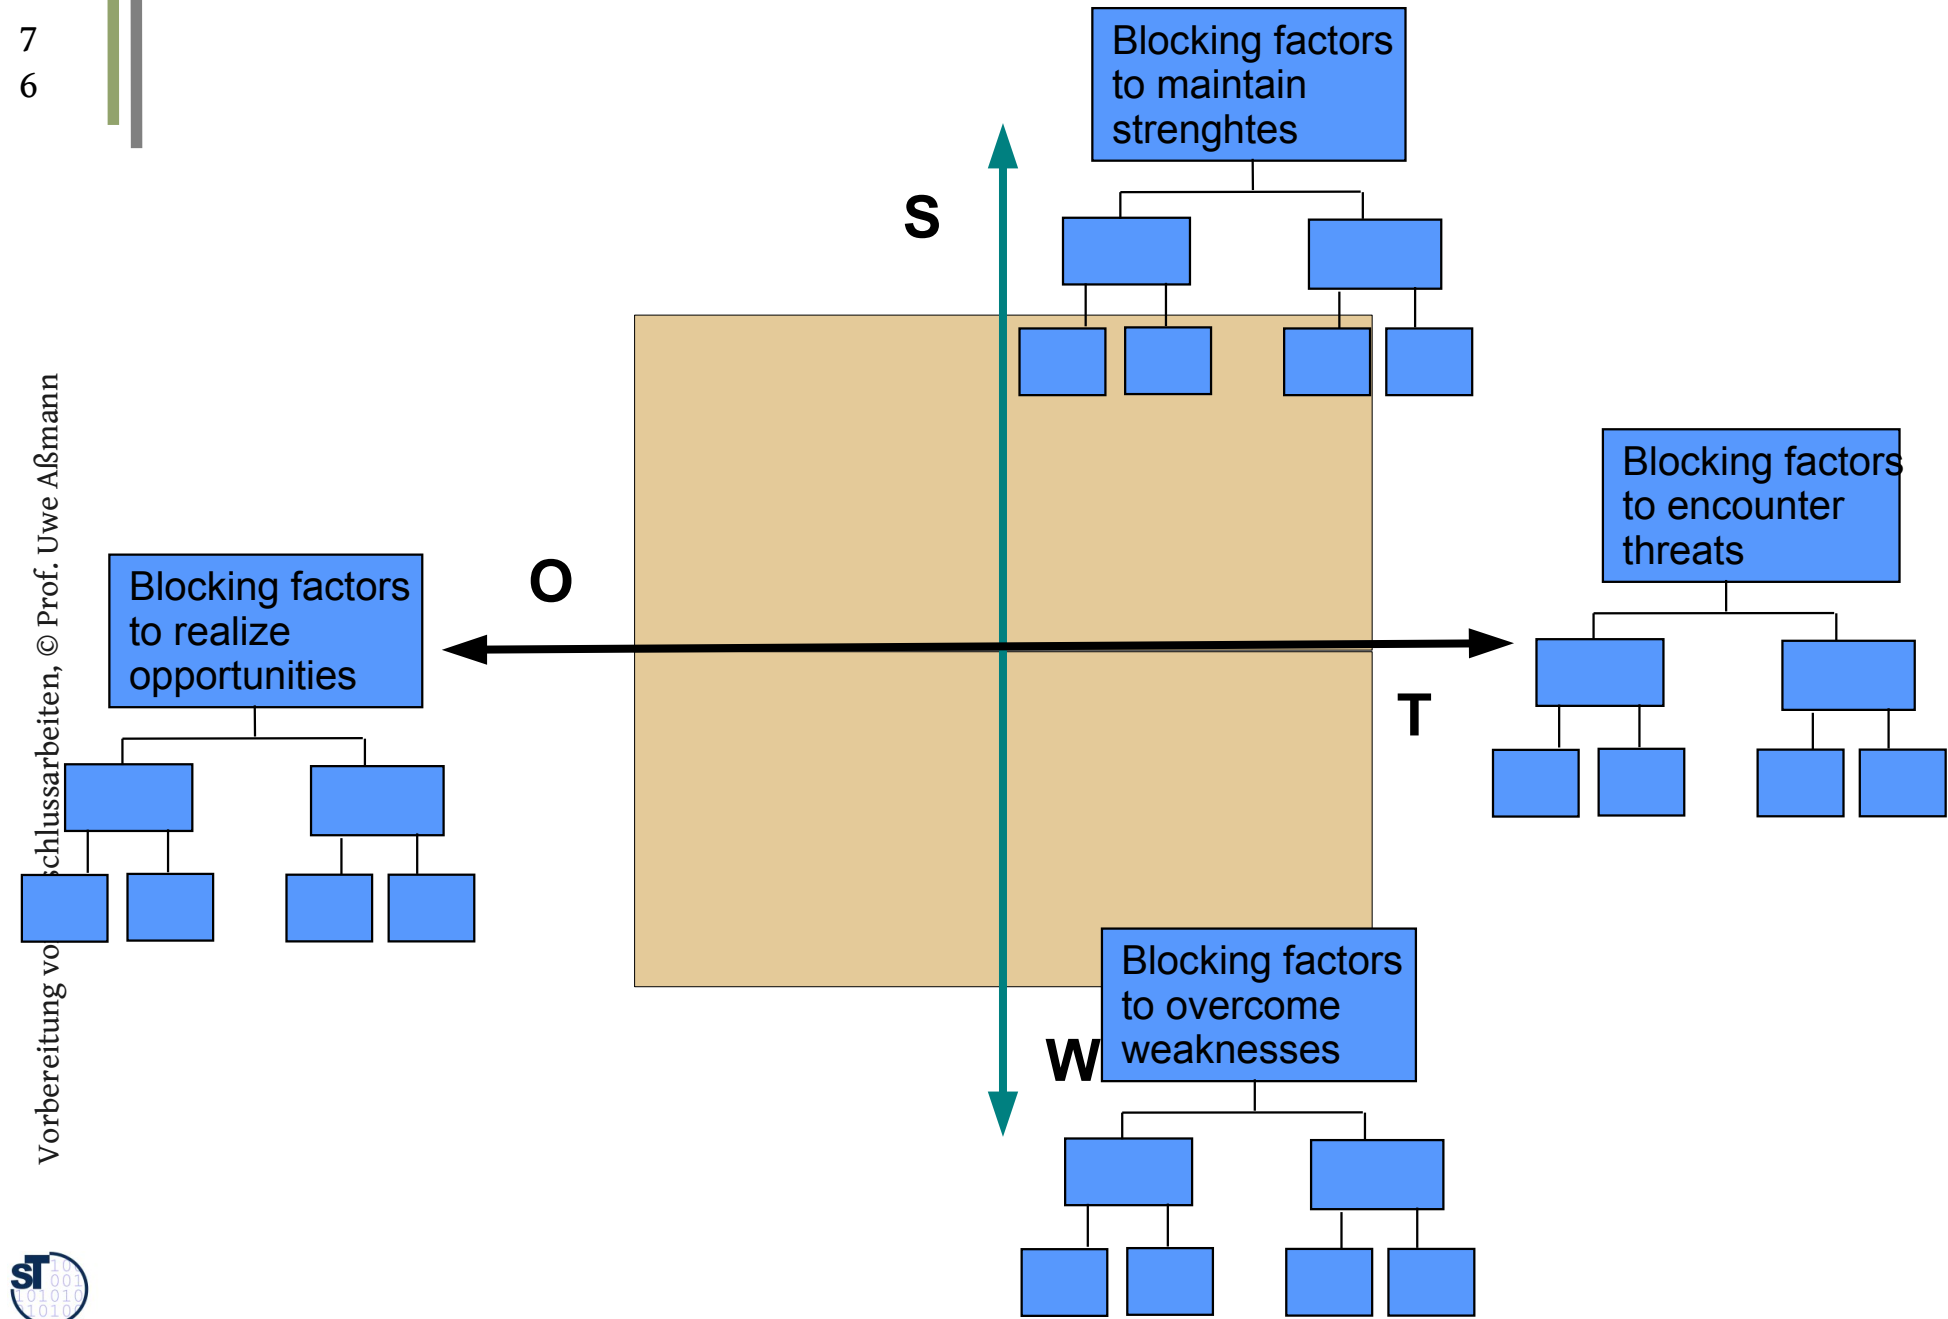 7
6
Blocking factors
to maintain
strenghtes
S
Blocking factors
to encounter
threats
O
Blocking factors
to realize
opportunities
T
Blocking factors
to overcome
weaknesses
W
Vorbereitung vo schlussarbeiten, © Prof. Uwe Aßmann
ST